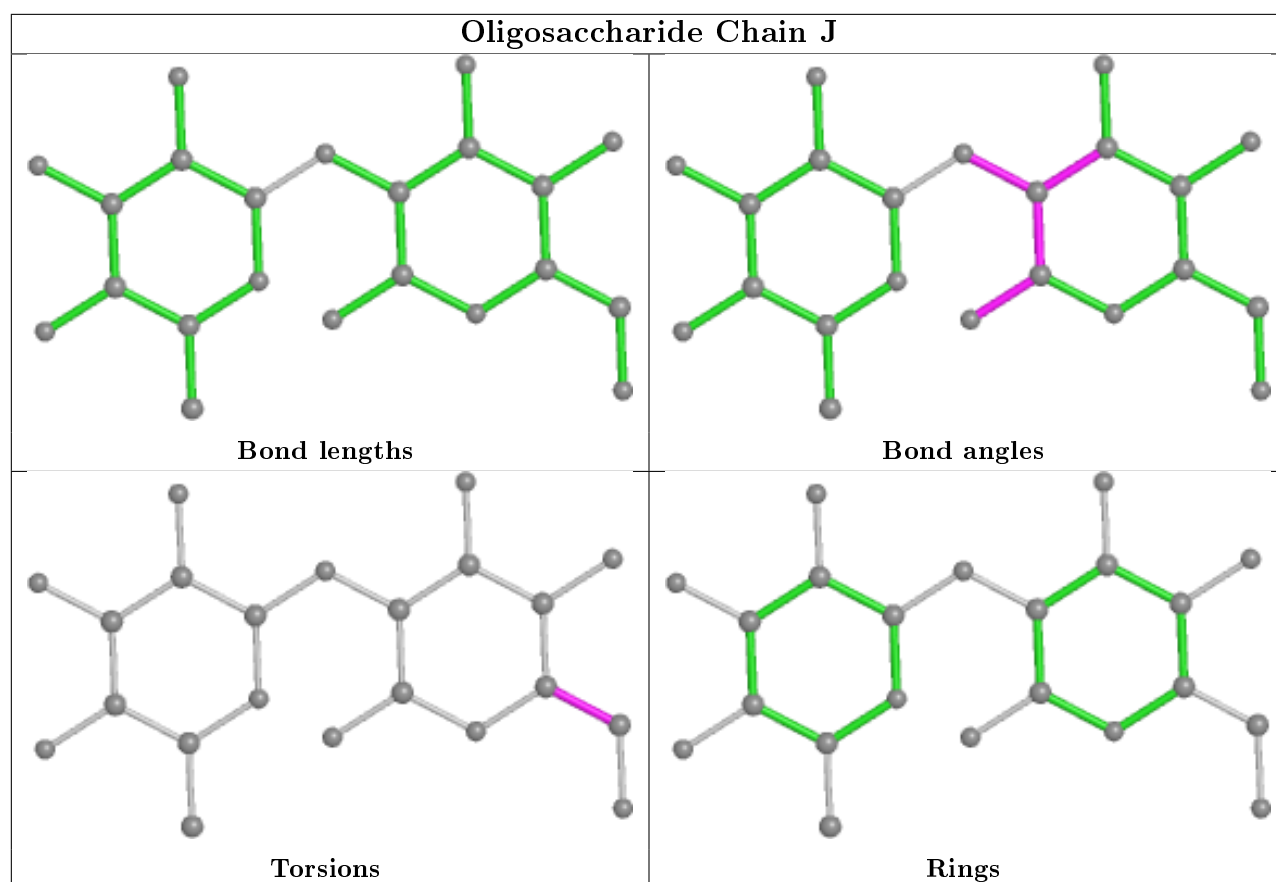 Oligosaccharide Chain J
Bond lengths
Bond angles
Torsions
Rings